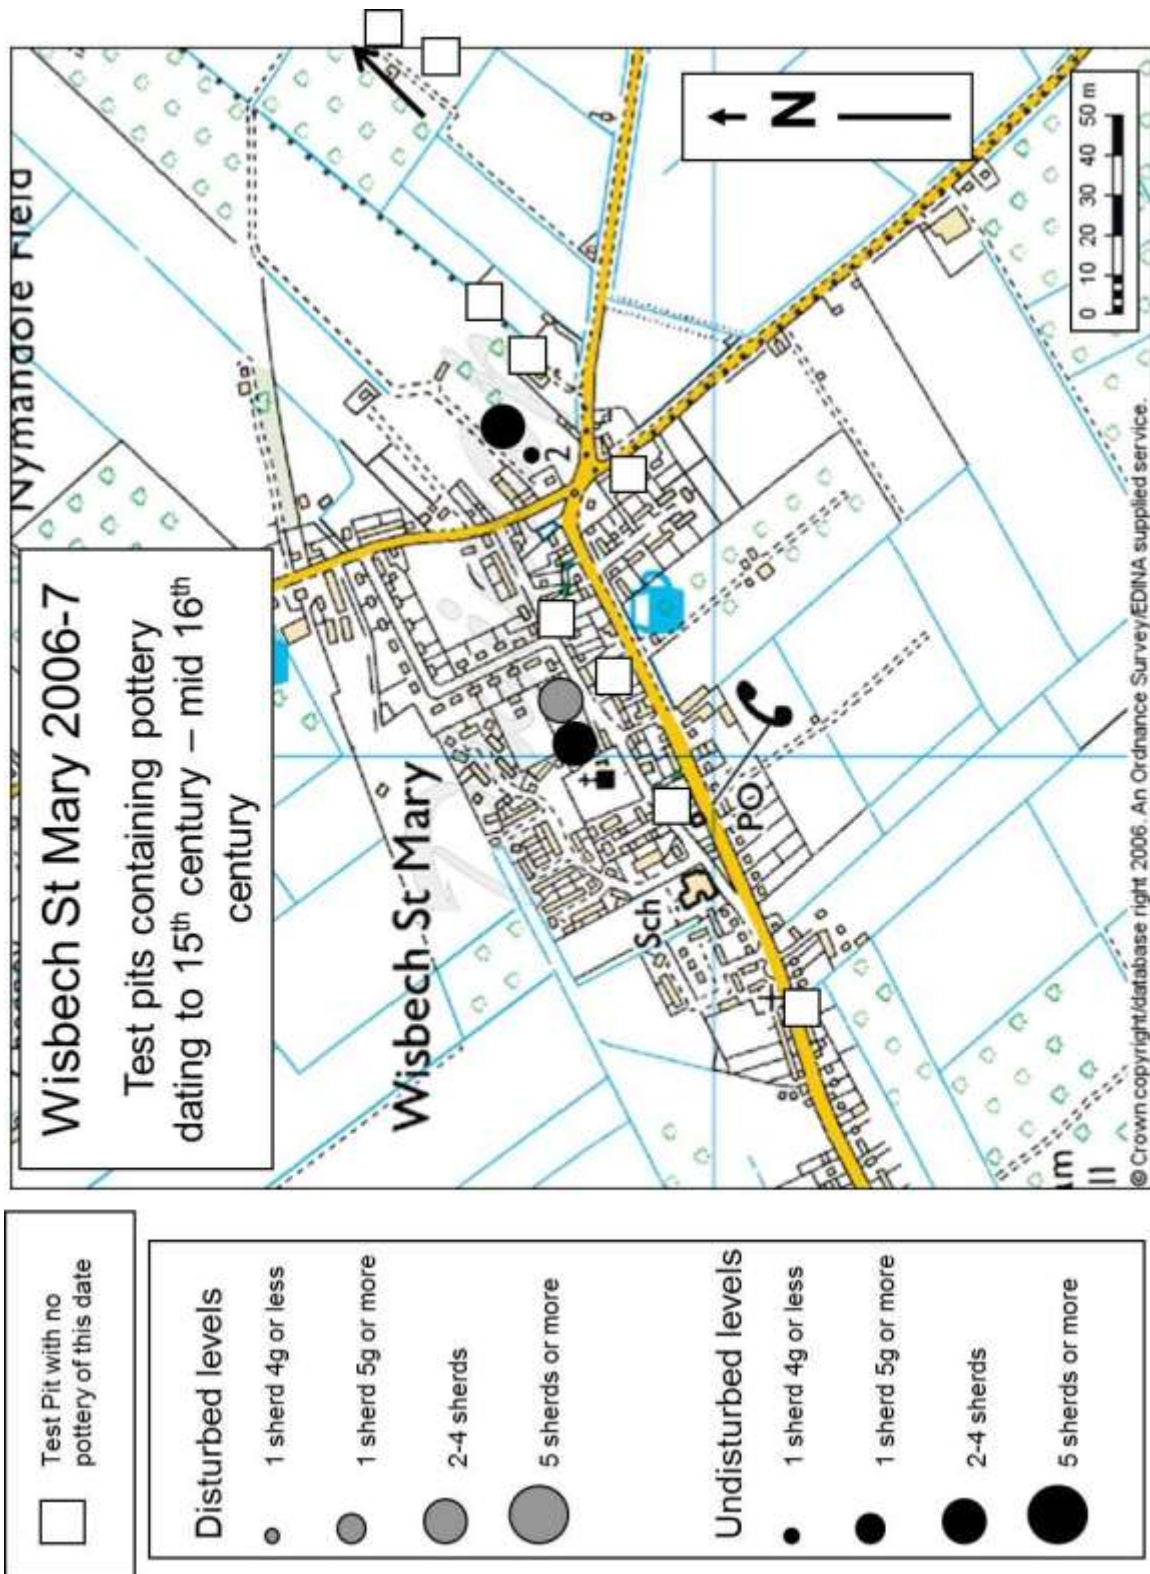 Wisbech St Mary 2006-7
Test pits containing pottery
dating to 15th century – mid 16th
century
Nymandole Field
Wisbech St Mary
Sch
PO
2
N
0 10 20 30 40 50 m
© Crown copyright/database right 2006. An Ordnance Survey/EDINA supplied service.
Test Pit with no
pottery of this date
Disturbed levels
1 sherd 4g or less
1 sherd 5g or more
2-4 sherds
5 sherds or more
Undisturbed levels
1 sherd 4g or less
1 sherd 5g or more
2-4 sherds
5 sherds or more